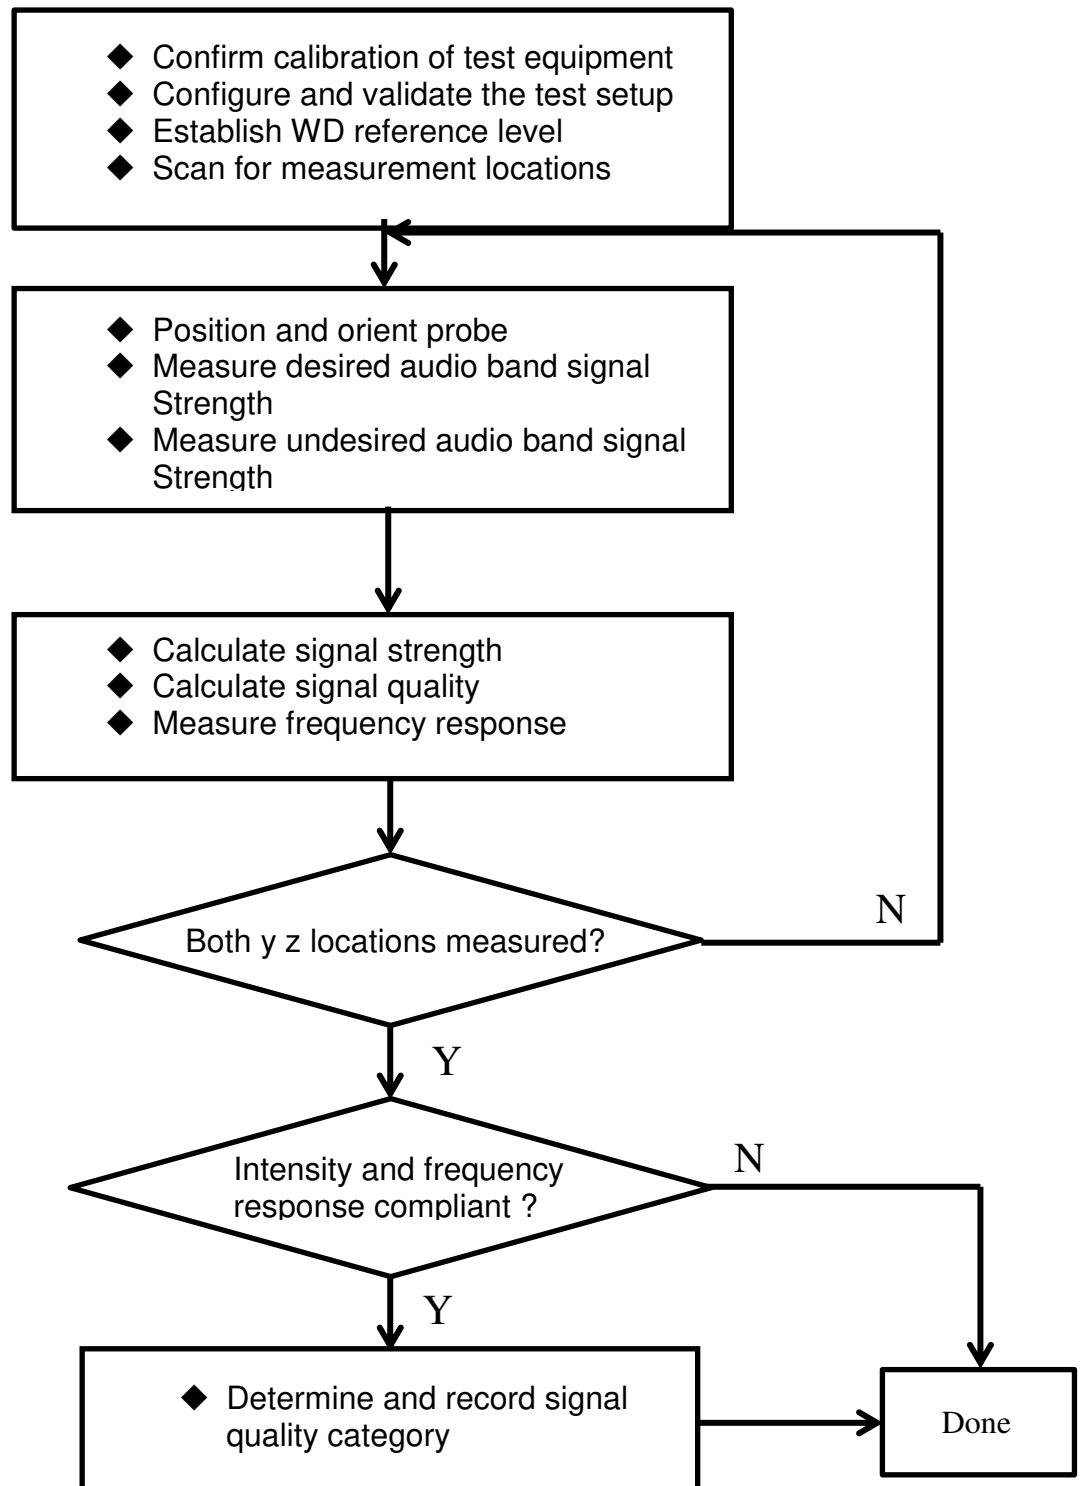 ◆ Confirm calibration of test equipment
◆ Configure and validate the test setup
◆ Establish WD reference level
◆ Scan for measurement locations
◆ Position and orient probe
◆ Measure desired audio band signal
Strength
◆ Measure undesired audio band signal
Strength
◆ Calculate signal strength
◆ Calculate signal quality
◆ Measure frequency response
Both y z locations measured?
N
Y
Intensity and frequency
response compliant ?
N
Y
◆ Determine and record signal
quality category
Done